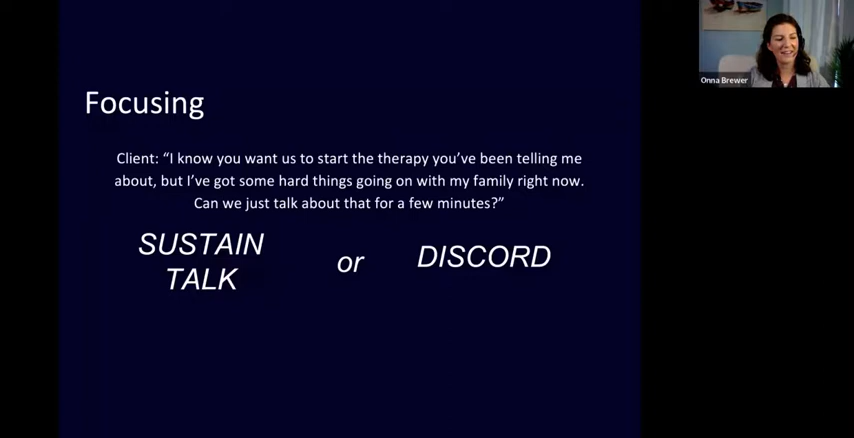 Focusing
Client: “I know you want us to start the therapy you’ve been telling me
about, but I’ve got some hard things going on with my family right now.
Can we just talk about that for a few minutes?”
SUSTAIN
TALK
or
DISCORD
Onna Brewer